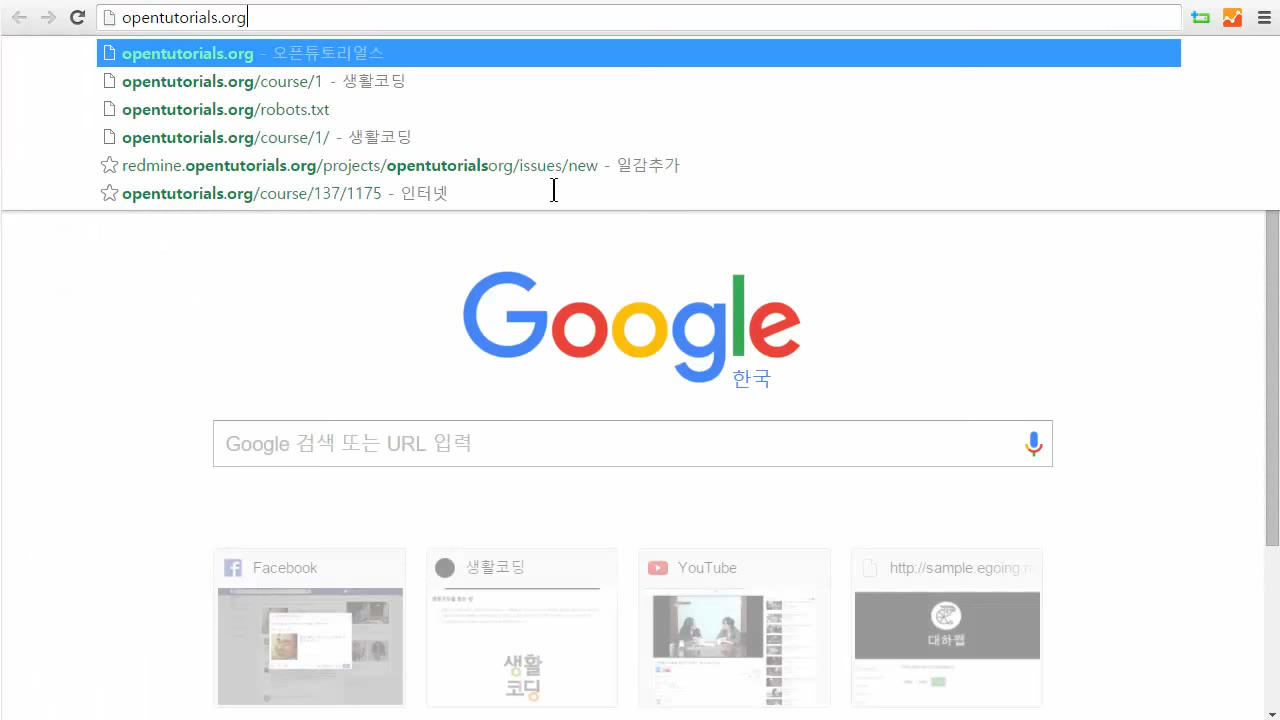 opentutorials.org
opentutorials.org - 오픈튜토리얼스
opentutorials.org/course/1 - 생활코딩
opentutorials.org/robots.txt
opentutorials.org/course/1/ - 생활코딩
redmine.opentutorials.org/projects/opentutorialsorg/issues/new - 일감추가
opentutorials.org/course/137/1175 - 인터넷
Google
한국
Google 검색 또는 URL 입력
Facebook
생활코딩
YouTube
http://sample.egoing.n
생활
코딩
대하웹